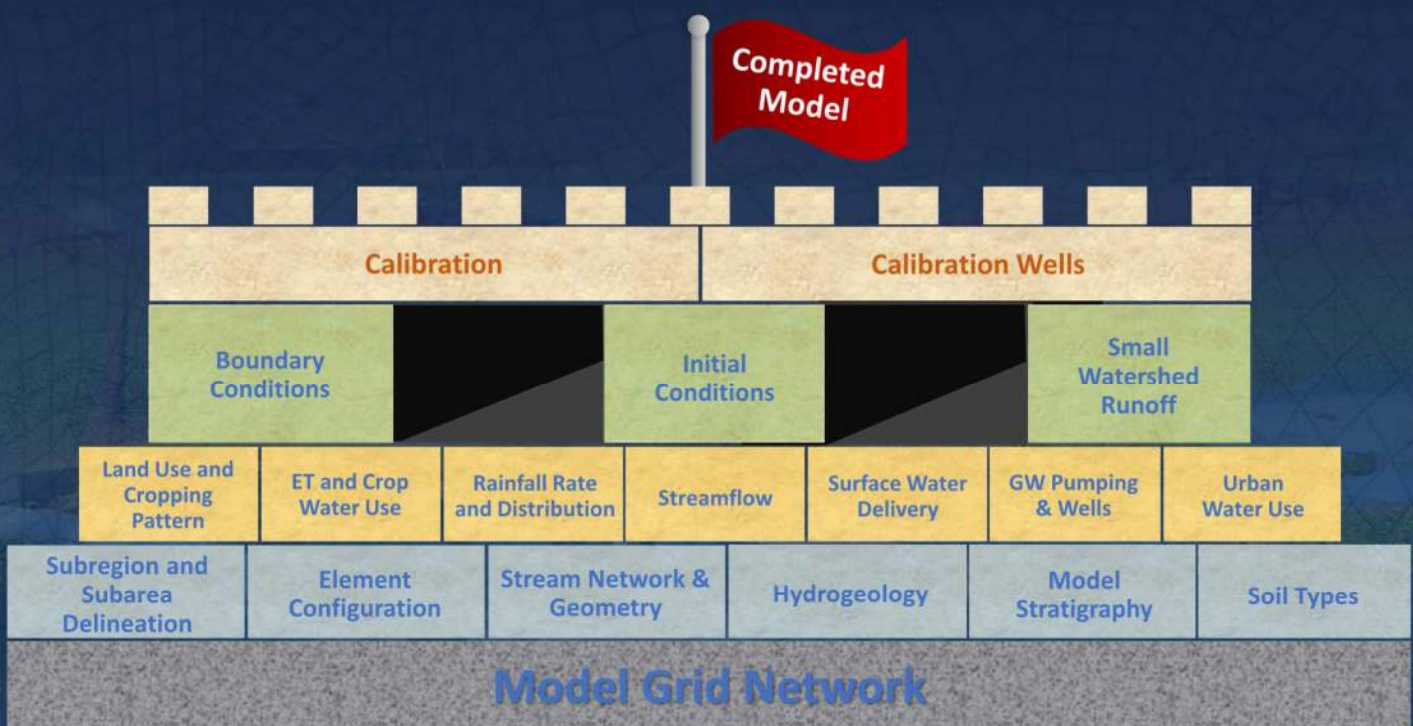 Completed
Model
Calibration
Calibration Wells
Boundary
Conditions
Initial
Conditions
Small
Watershed
Runoff
Land Use and
Cropping
Pattern
ET and Crop
Water Use
Rainfall Rate
and Distribution
Streamflow
Surface Water
Delivery
GW Pumping
& Wells
Urban
Water Use
Subregion and
Subarea
Delineation
Element
Configuration
Stream Network &
Geometry
Hydrogeology
Model
Stratigraphy
Soil Types
Model Grid Network